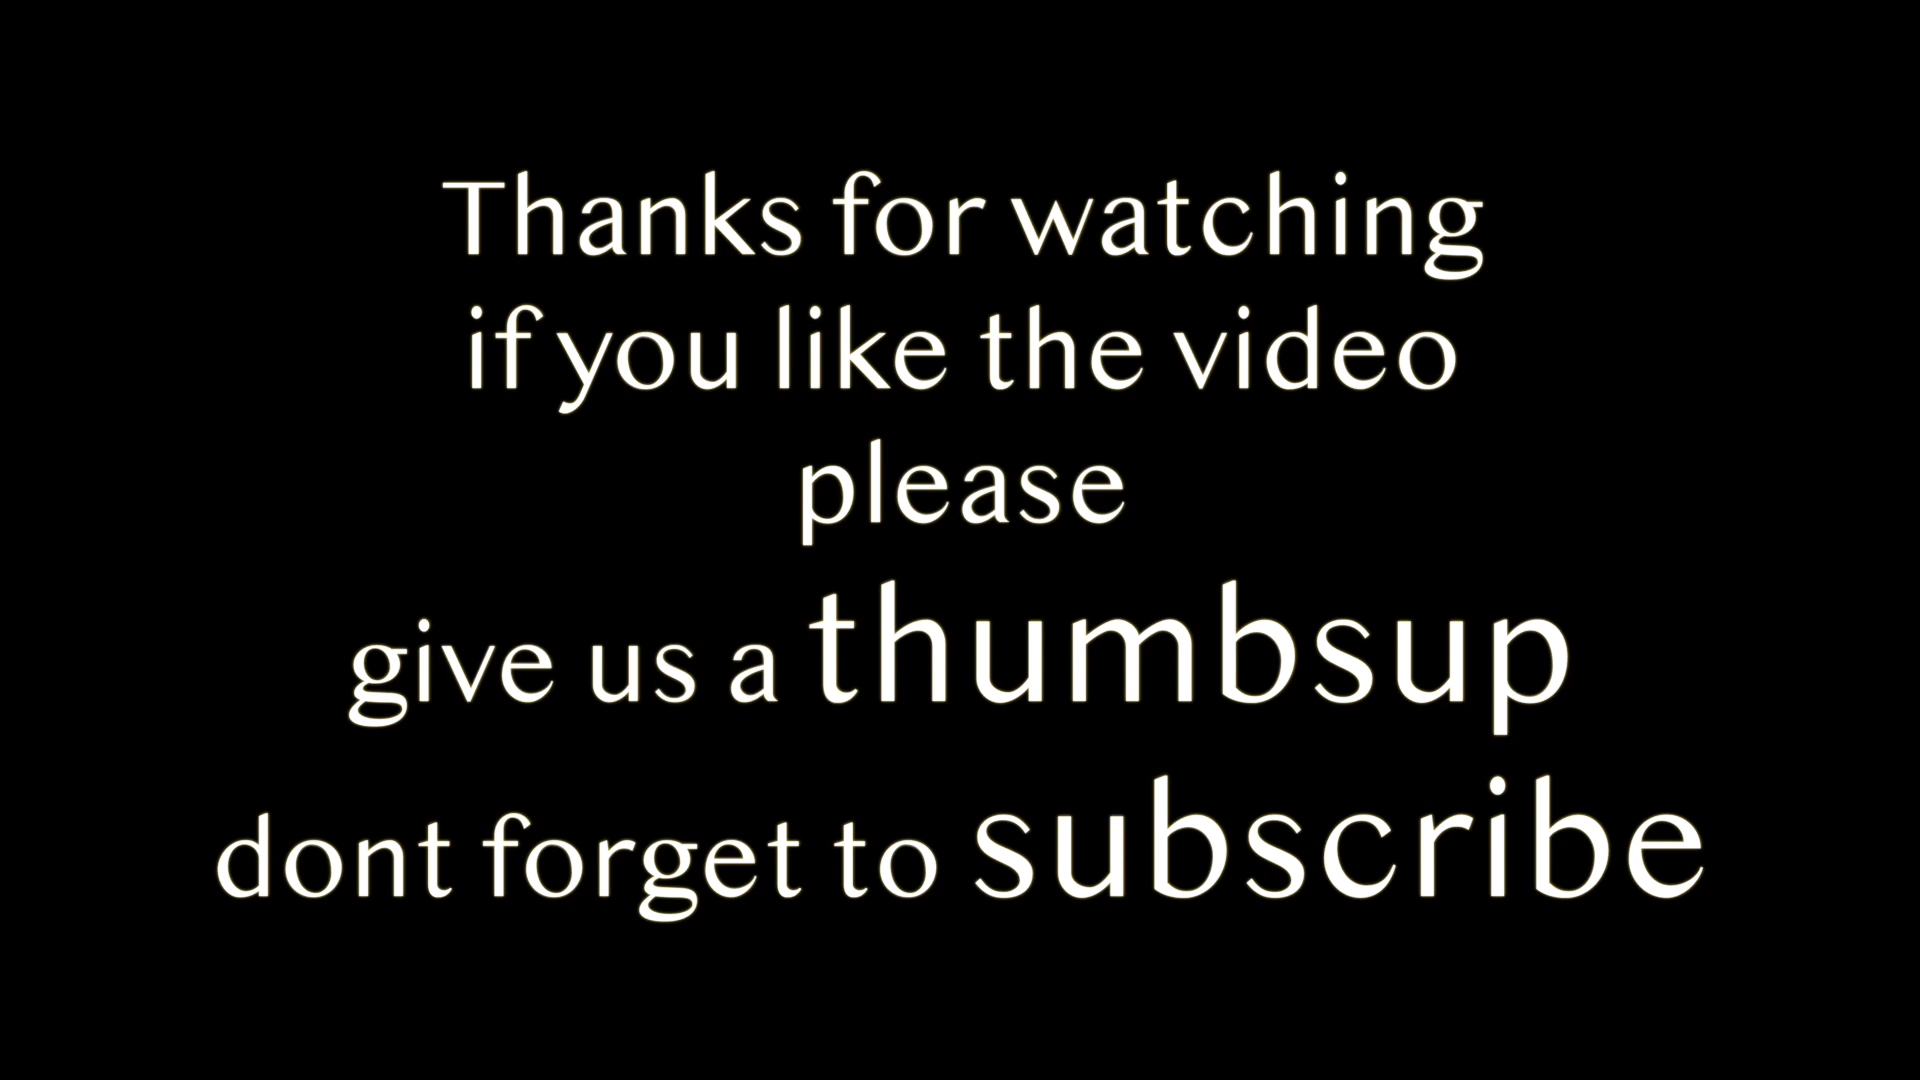 Thanks for watching
if you like the video
please
give us a thumbsup
dont forget to subscribe